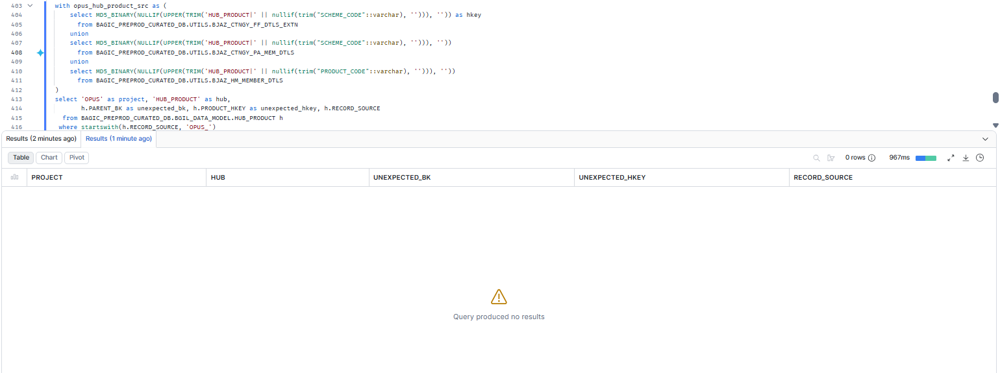 403 with opus_hub_product_src as (
404 select MD5_BINARY(NULLIF(UPPER(TRIM('HUB_PRODUCT|' || nullif(trim("SCHEME_CODE"::varchar), ''))), '')) as hkey
405 from BAGIC_PREPROD_CURATED_DB.UTILS.BJAZ_CTNGY_FF_DTLS_EXTN
406 union
407 select MD5_BINARY(NULLIF(UPPER(TRIM('HUB_PRODUCT|' || nullif(trim("SCHEME_CODE"::varchar), ''))), ''))
408 from BAGIC_PREPROD_CURATED_DB.UTILS.BJAZ_CTNGY_PA_MEM_DTLS
409 union
410 select MD5_BINARY(NULLIF(UPPER(TRIM('HUB_PRODUCT|' || nullif(trim("PRODUCT_CODE"::varchar), ''))), ''))
411 from BAGIC_PREPROD_CURATED_DB.UTILS.BJAZ_HM_MEMBER_DTLS
412 )
413 select 'OPUS' as project, 'HUB_PRODUCT' as hub,
414 h.PARENT_BK as unexpected_bk, h.PRODUCT_HKEY as unexpected_hkey, h.RECORD_SOURCE
415 from BAGIC_PREPROD_CURATED_DB.BGIL_DATA_MODEL.HUB_PRODUCT h
416 where startswith(h.RECORD_SOURCE, 'OPUS_')
Results (2 minutes ago) Results (1 minute ago)
Table Chart Pivot 0 rows 967ms
PROJECT HUB UNEXPECTED_BK UNEXPECTED_HKEY RECORD_SOURCE
Query produced no results